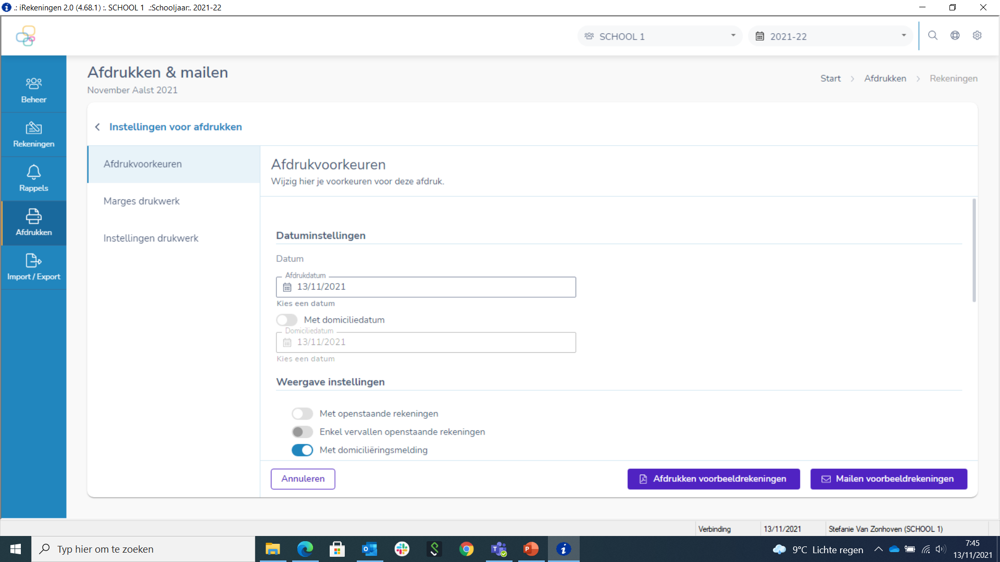 .: iRekeningen 2.0 (4.68.1) :. SCHOOL 1 .:Schooljaar:. 2021-22
SCHOOL 1
2021-22
Afdrukken & mailen
November Aalst 2021
Start
Afdrukken
Rekeningen
Beheer
Rekeningen
Rappels
Afdrukken
Import / Export
Instellingen voor afdrukken
Afdrukvoorkeuren
Marges drukwerk
Instellingen drukwerk
Afdrukvoorkeuren
Wijzig hier je voorkeuren voor deze afdruk.
Datuminstellingen
Datum
Afdrukdatum
13/11/2021
Kies een datum
Met domiciliedatum
Domiciliedatum
13/11/2021
Kies een datum
Weergave instellingen
Met openstaande rekeningen
Enkel vervallen openstaande rekeningen
Met domiciliëringsmelding
Annuleren
Afdrukken voorbeeldrekeningen
Mailen voorbeeldrekeningen
Verbinding
13/11/2021
Stefanie Van Zonhoven (SCHOOL 1)
Typ hier om te zoeken
9°C Lichte regen
7:45
13/11/2021